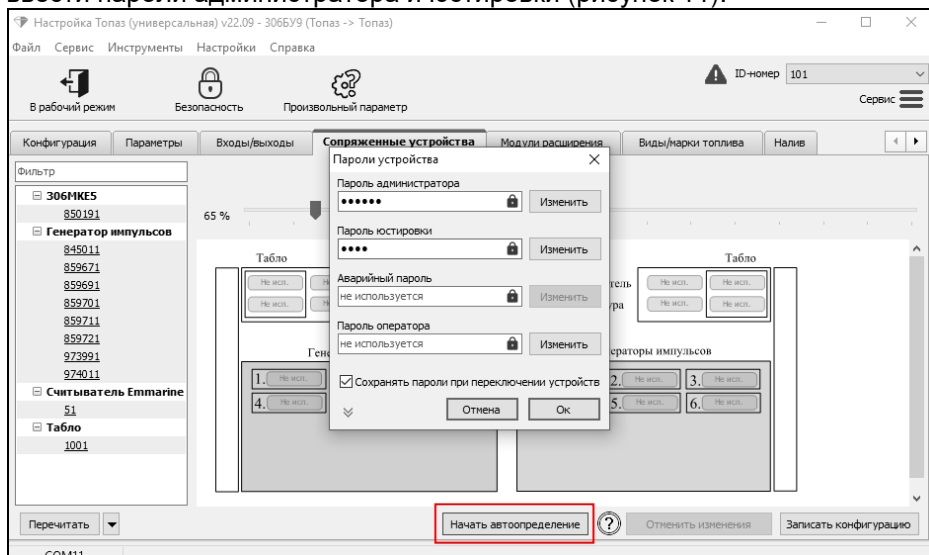 ввести пароли администратора и юстировки (рисунок 11).
Настройка Топаз (универсальная) v22.09 - 306БУ9 (Топаз -> Топаз)
Файл Сервис Инструменты Настройки Справка
В рабочий режим
Безопасность
Произвольный параметр
ID-номер 101
Сервис
Конфигурация Параметры Входы/выходы Сопряженные устройства Модули расширения Виды/марки топлива Налив
Фильтр
306МКЕ5
850191
Генератор импульсов
845011
859671
859691
859701
859711
859721
973991
974011
Считыватель Emmarine
51
Табло
1001
65 %
Табло
Не исп.
Не исп.
Ген
1. Не исп.
4. Не исп.
Пароли устройства
Пароль администратора
•••••• Изменить
Пароль юстировки
•••• Изменить
Аварийный пароль
не используется Изменить
Пароль оператора
не используется Изменить
Сохранять пароли при переключении устройств
Отмена Ок
Табло
тель Не исп. Не исп.
ура Не исп. Не исп.
ераторы импульсов
2. Не исп. 3. Не исп.
5. Не исп. 6. Не исп.
Перечитать
Начать автоопределение
?
Отменить изменения
Записать конфигурацию
COM11